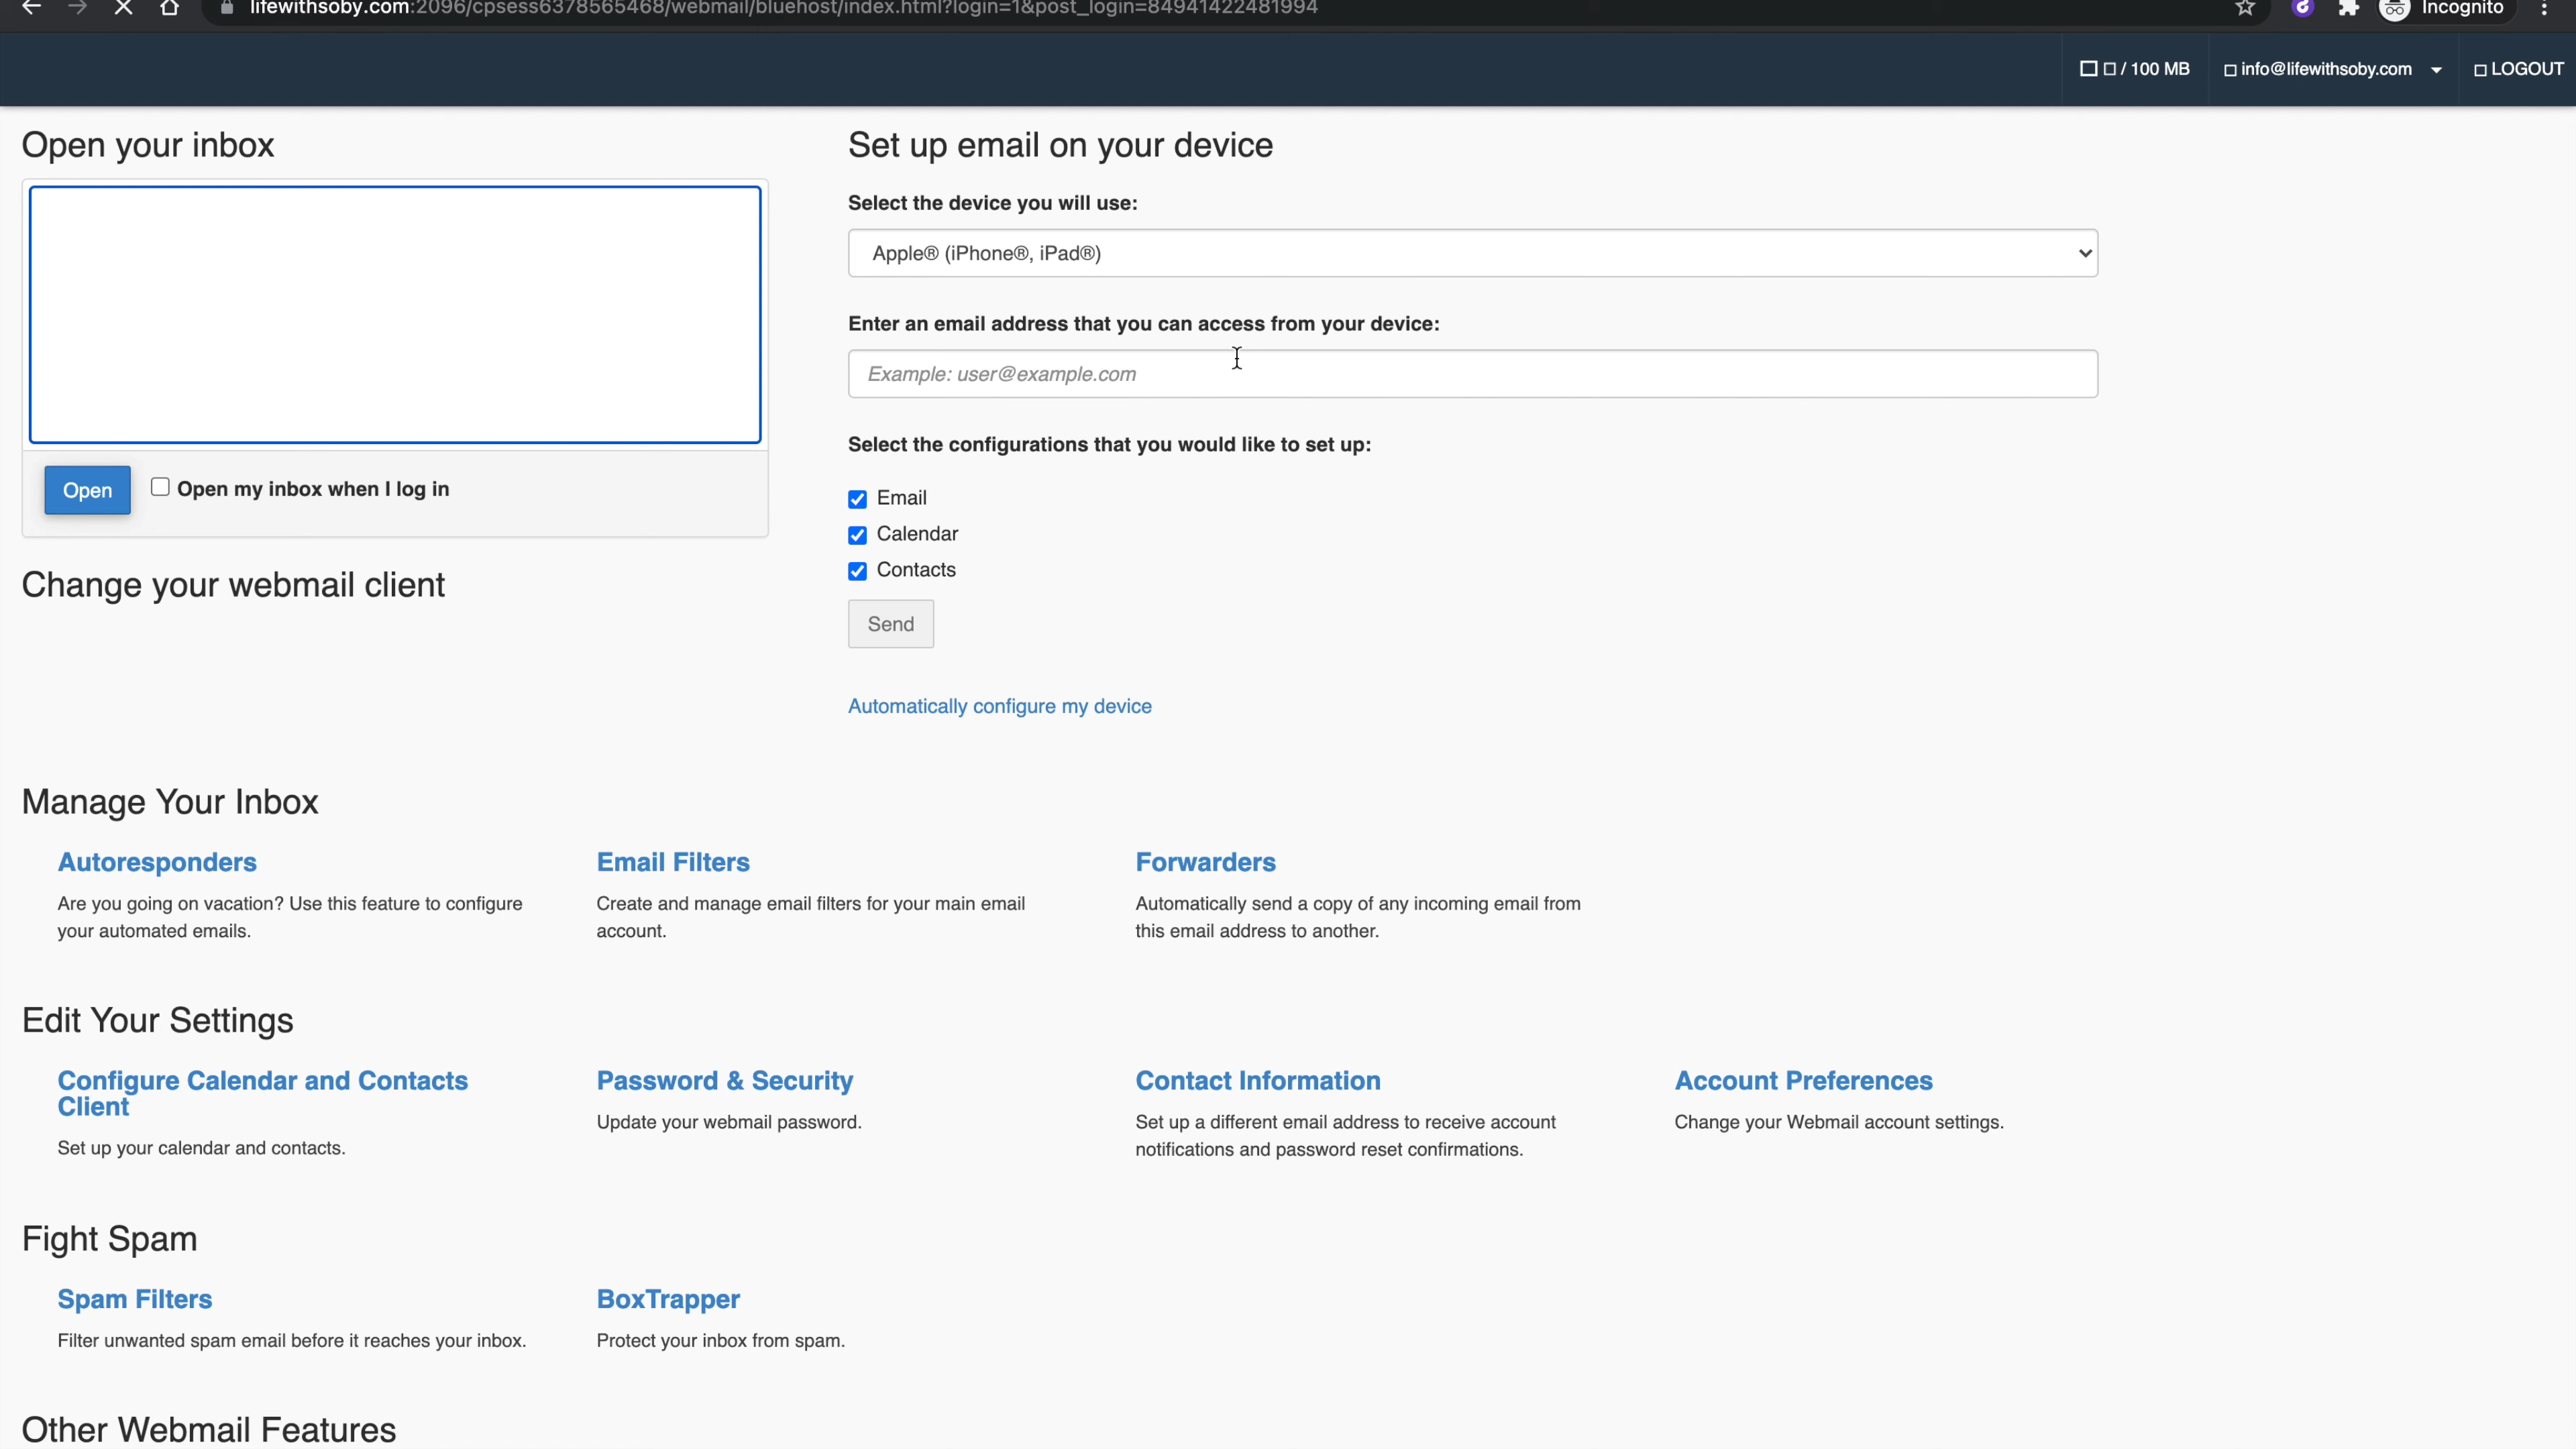 lifewithsoby.com:2096/cpsess6378565468/webmail/bluehost/index.html?login=1&post_login=84941422481994
Incognito
/ 100 MB
info@lifewithsoby.com
LOGOUT
Open your inbox
Open
Open my inbox when I log in
Change your webmail client
Set up email on your device
Select the device you will use:
Apple® (iPhone®, iPad®)
Enter an email address that you can access from your device:
Example: user@example.com
Select the configurations that you would like to set up:
Email
Calendar
Contacts
Send
Automatically configure my device
Manage Your Inbox
Autoresponders
Are you going on vacation? Use this feature to configure
your automated emails.
Email Filters
Create and manage email filters for your main email
account.
Forwarders
Automatically send a copy of any incoming email from
this email address to another.
Edit Your Settings
Configure Calendar and Contacts
Client
Set up your calendar and contacts.
Password & Security
Update your webmail password.
Contact Information
Set up a different email address to receive account
notifications and password reset confirmations.
Account Preferences
Change your Webmail account settings.
Fight Spam
Spam Filters
Filter unwanted spam email before it reaches your inbox.
BoxTrapper
Protect your inbox from spam.
Other Webmail Features